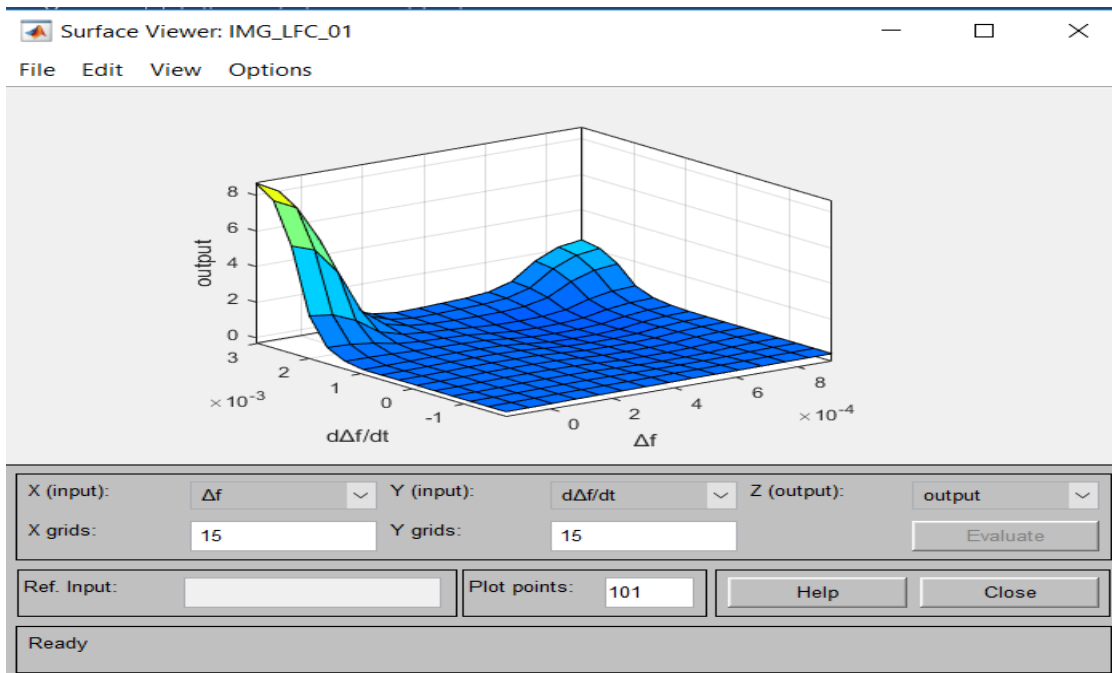 Surface Viewer: IMG_LFC_01
File Edit View Options
8
6
4
2
0
output
3
2
1
0
-1
× 10⁻³
dΔf/dt
0
2
4
6
8
× 10⁻⁴
Δf
X (input): Δf Y (input): dΔf/dt Z (output): output
X grids: 15 Y grids: 15 Evaluate
Ref. Input: Plot points: 101 Help Close
Ready